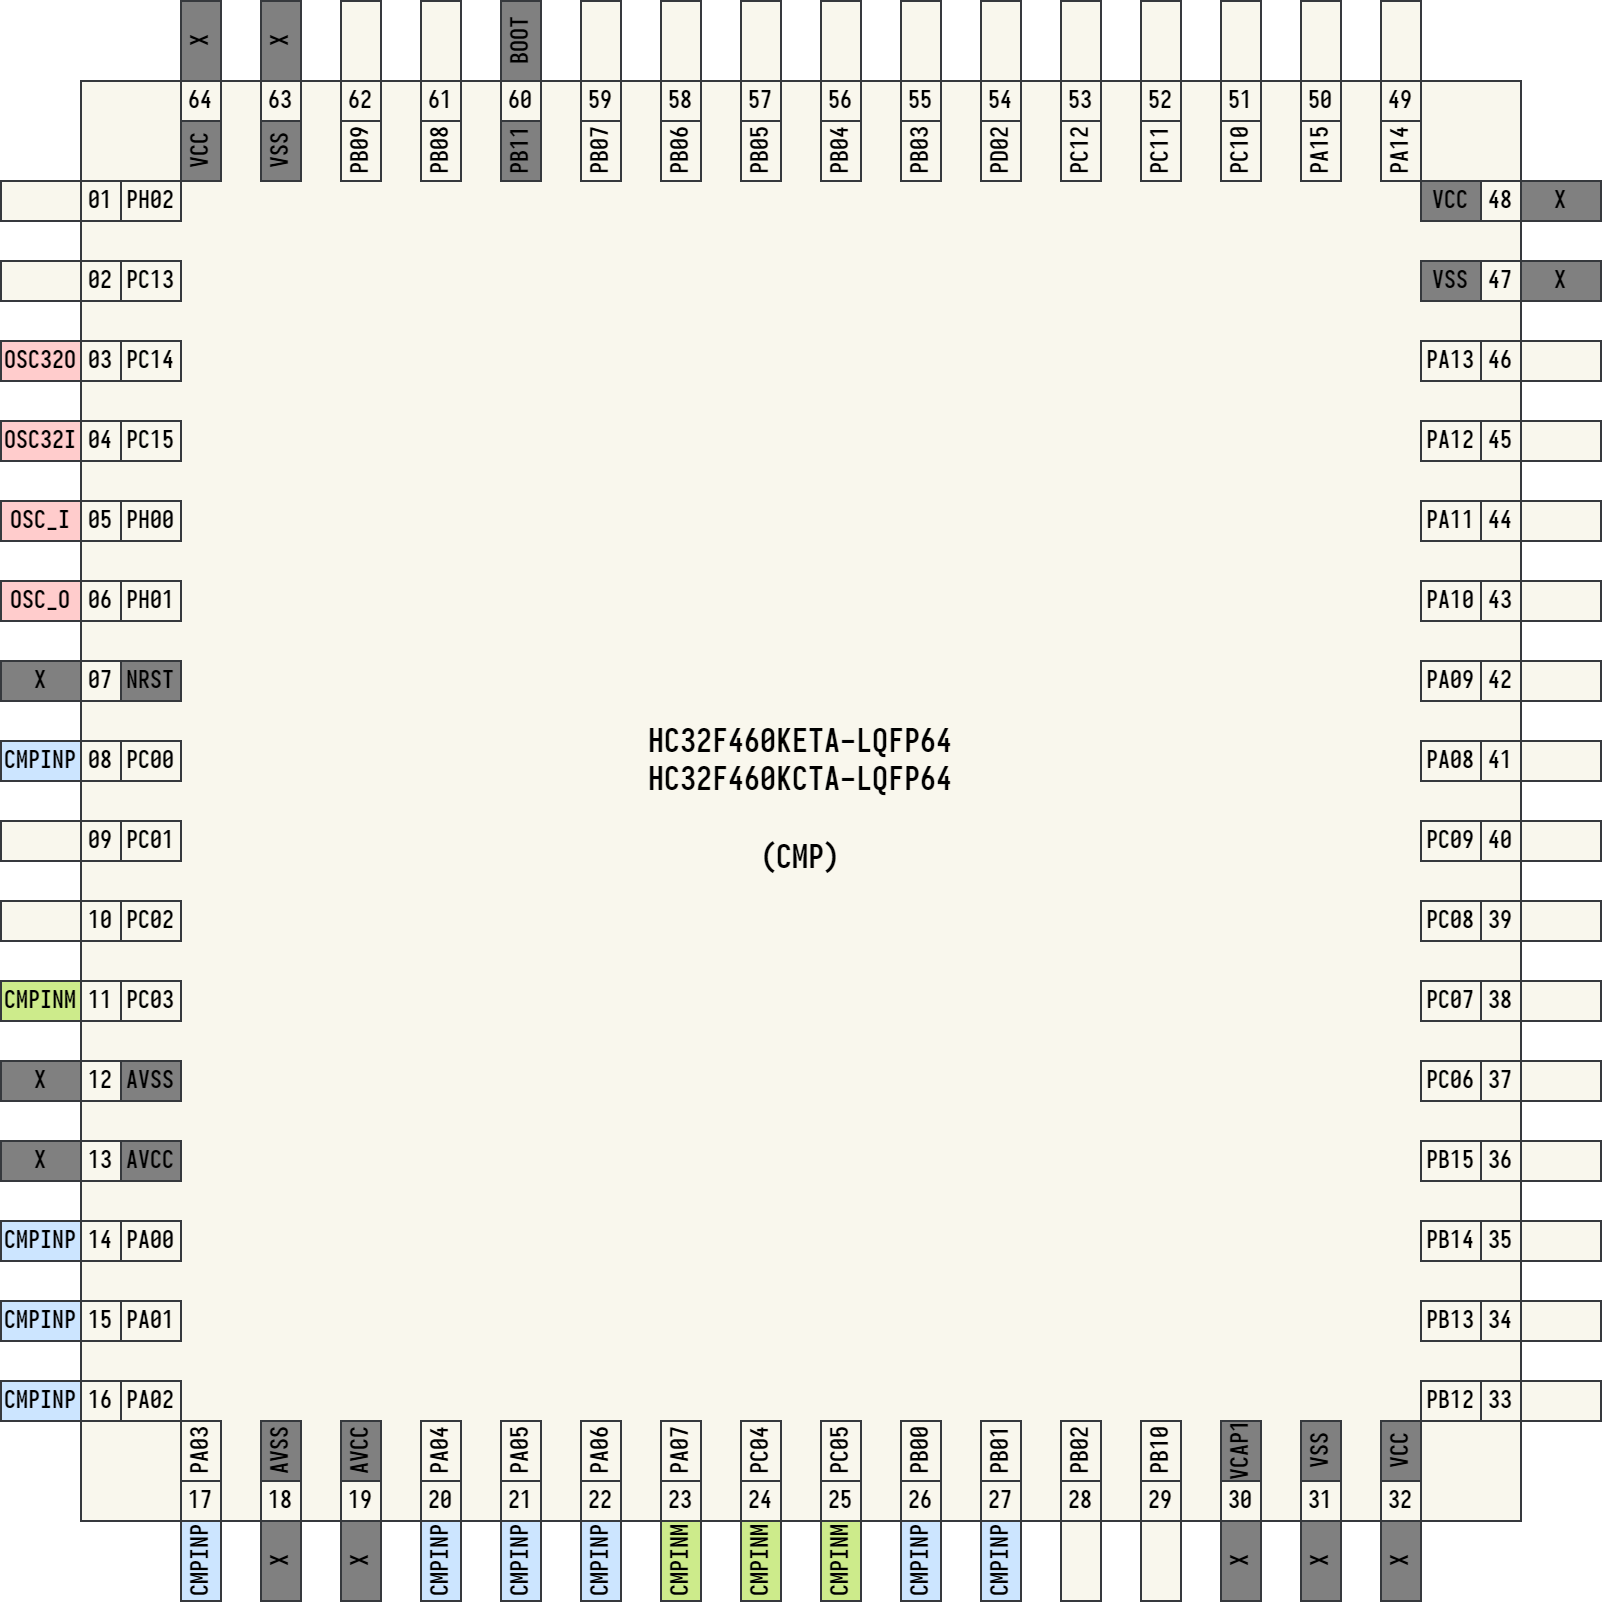 X X BOOT
64 63 62 61 60 59 58 57 56 55 54 53 52 51 50 49
VCC VSS PB09 PB08 PB11 PB07 PB06 PB05 PB04 PB03 PD02 PC12 PC11 PC10 PA15 PA14
01 PH02 VCC 48 X
02 PC13 VSS 47 X
OSC32O 03 PC14 PA13 46
OSC32I 04 PC15 PA12 45
OSC_I 05 PH00 PA11 44
OSC_O 06 PH01 PA10 43
X 07 NRST PA09 42
HC32F460KETA-LQFP64
CMPINP 08 PC00 PA08 41
HC32F460KCTA-LQFP64
09 PC01 PC09 40
(CMP)
10 PC02 PC08 39
CMPINM 11 PC03 PC07 38
X 12 AVSS PC06 37
X 13 AVCC PB15 36
CMPINP 14 PA00 PB14 35
CMPINP 15 PA01 PB13 34
CMPINP 16 PA02 PB12 33
PA03 AVSS AVCC PA04 PA05 PA06 PA07 PC04 PC05 PB00 PB01 PB02 PB10 VCAP1 VSS VCC
17 18 19 20 21 22 23 24 25 26 27 28 29 30 31 32
CMPINP X X CMPINP CMPINP CMPINP CMPINM CMPINM CMPINM CMPINP CMPINP X X X